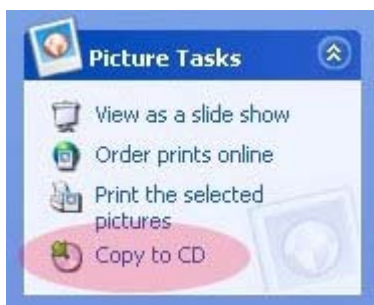 Picture Tasks
View as a slide show
Order prints online
Print the selected
pictures
Copy to CD